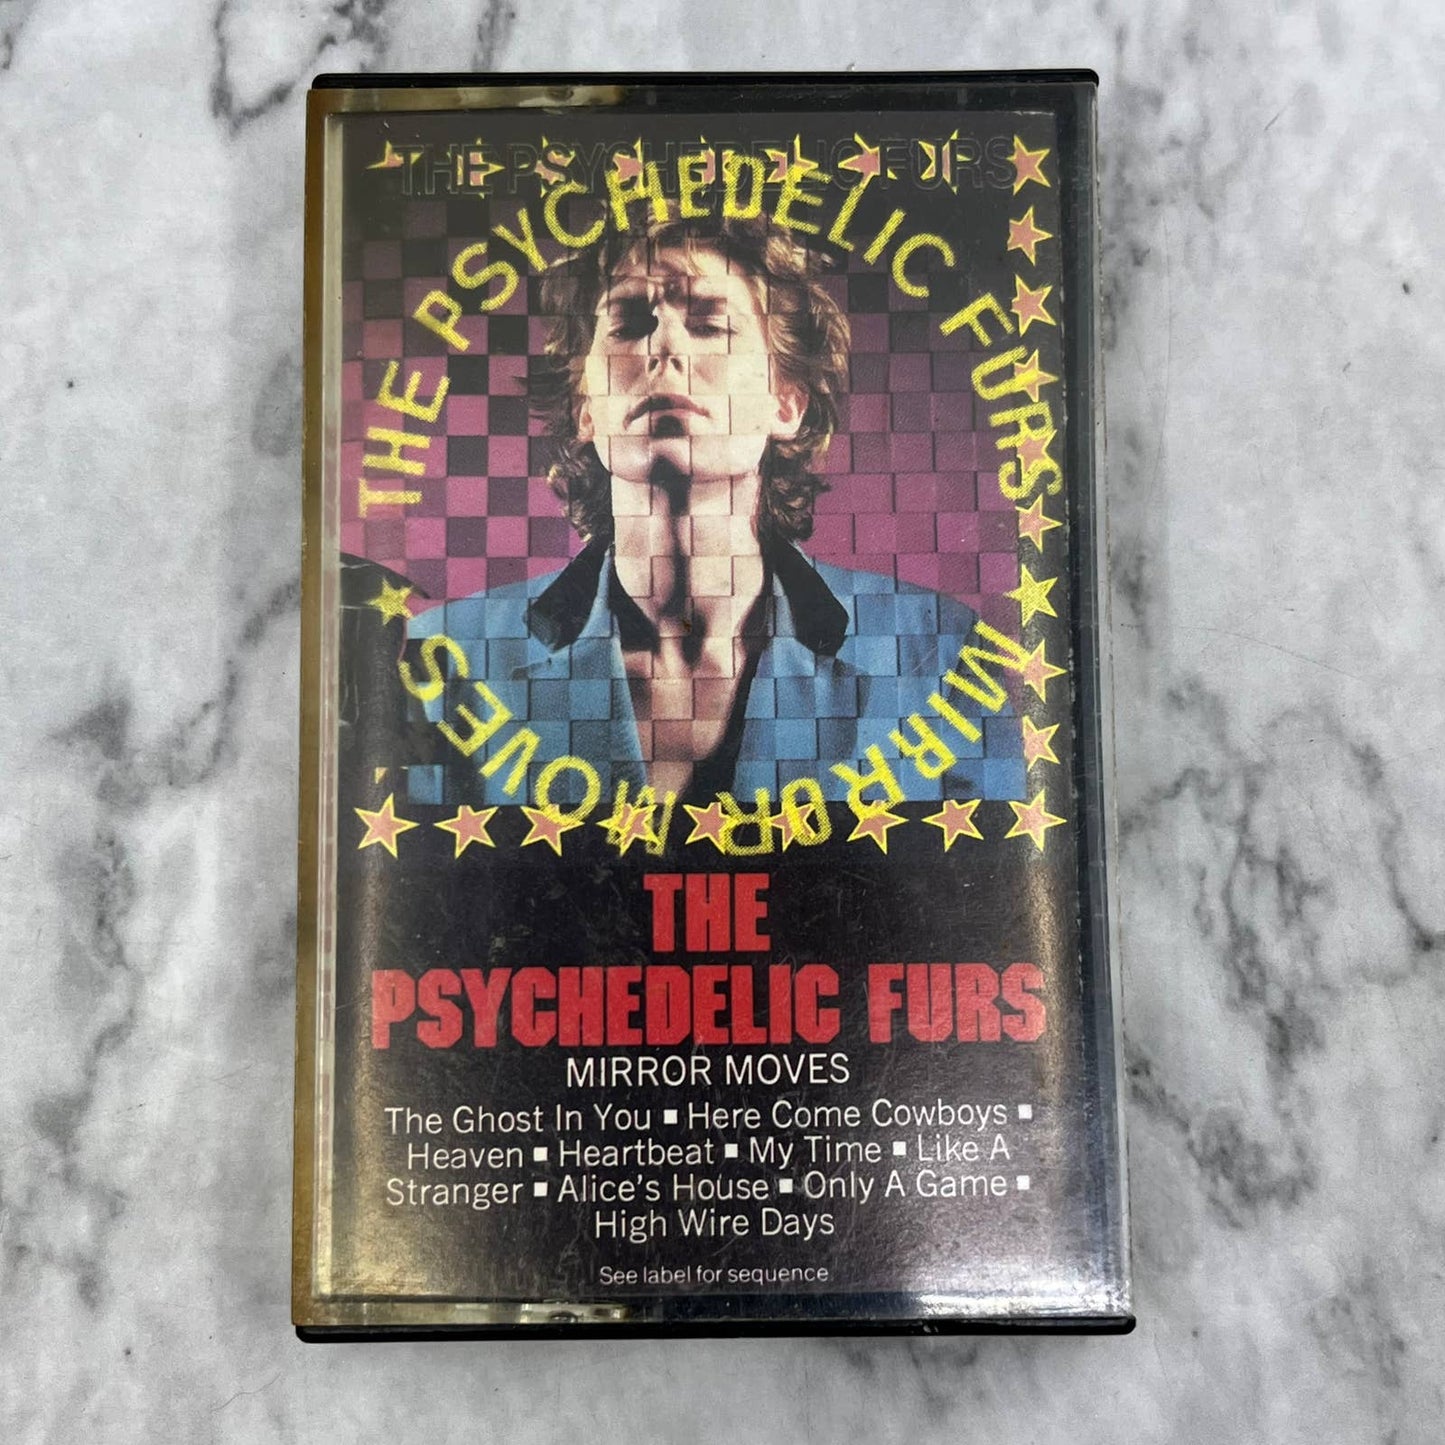 THE PSYCHEDELIC FURS
THE PSYCHEDELIC FURS
MIRROR MOVES
THE
PSYCHEDELIC FURS
MIRROR MOVES
The Ghost In You ■ Here Come Cowboys ■
Heaven ■ Heartbeat ■ My Time ■ Like A
Stranger ■ Alice's House ■ Only A Game ■
High Wire Days
See label for sequence